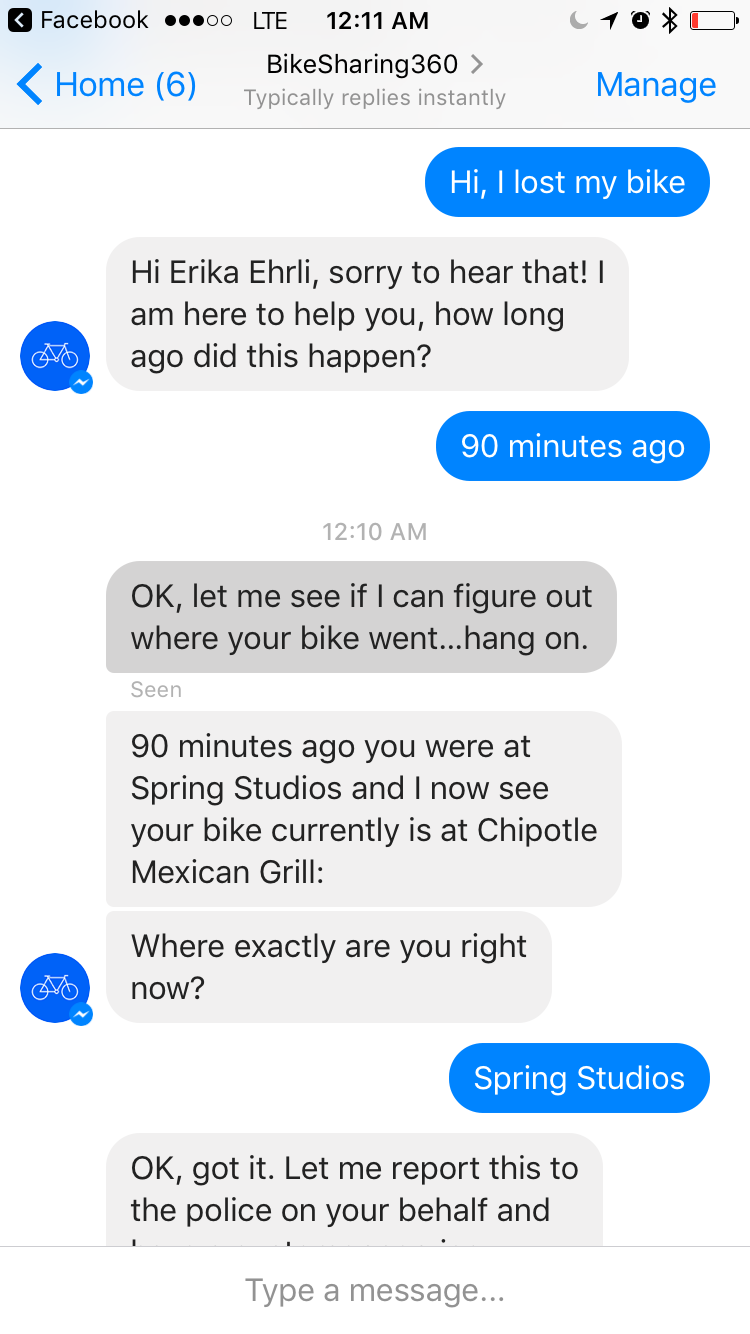 Facebook LTE 12:11 AM
Home (6) BikeSharing360 Manage
Typically replies instantly
Hi, I lost my bike
Hi Erika Ehrli, sorry to hear that! I
am here to help you, how long
ago did this happen?
90 minutes ago
12:10 AM
OK, let me see if I can figure out
where your bike went...hang on.
Seen
90 minutes ago you were at
Spring Studios and I now see
your bike currently is at Chipotle
Mexican Grill:
Where exactly are you right
now?
Spring Studios
OK, got it. Let me report this to
the police on your behalf and
Type a message...